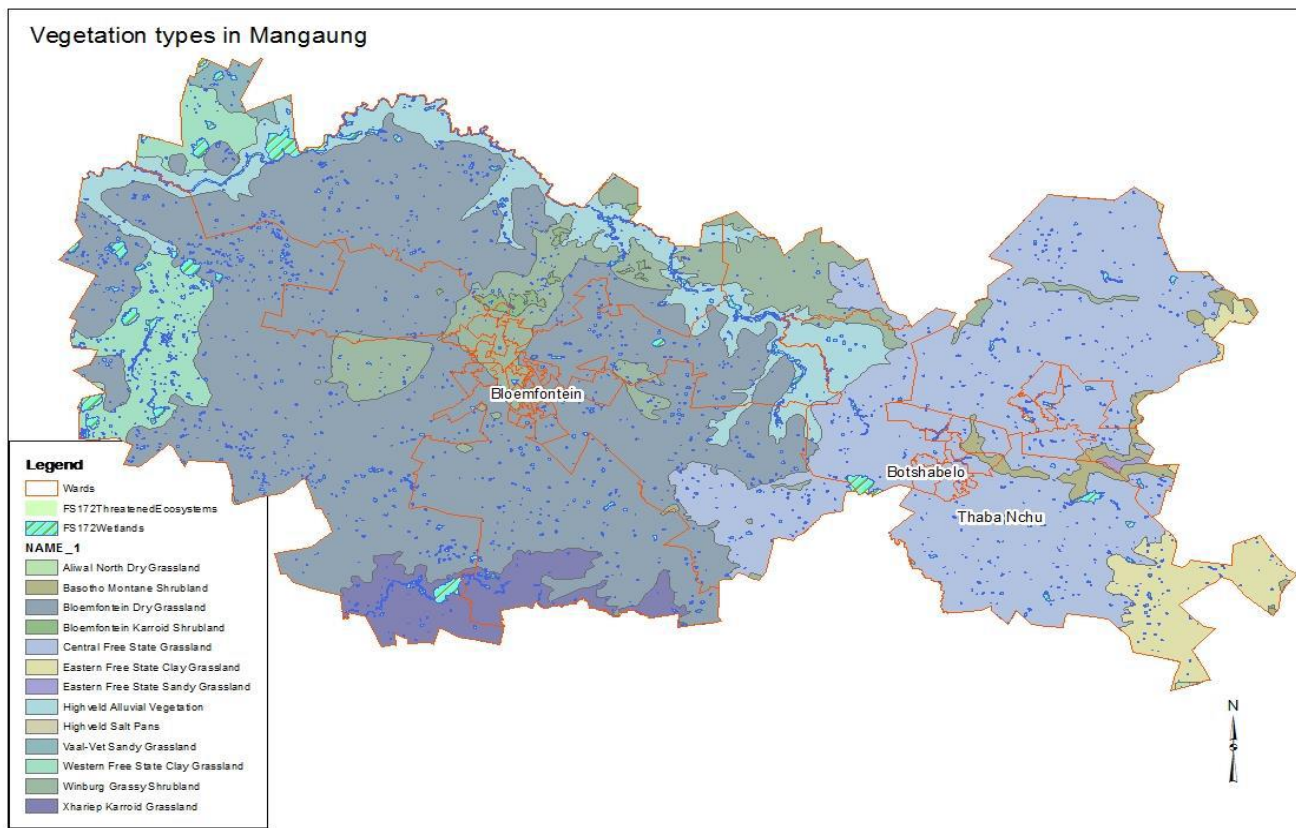 Vegetation types in Mangaung
Bloemfontein
Botshabelo
Thaba Nchu
Legend
Wards
FS172ThreatenedEcosystems
FS172Wetlands
NAME_1
Aliwal North Dry Grassland
Basotho Montane Shrubland
Bloemfontein Dry Grassland
Bloemfontein Karroid Shrubland
Central Free State Grassland
Eastern Free State Clay Grassland
Eastern Free State Sandy Grassland
Highveld Alluvial Vegetation
Highveld Salt Pans
Vaal-Vet Sandy Grassland
Western Free State Clay Grassland
Winburg Grassy Shrubland
Xhariep Karroid Grassland
N